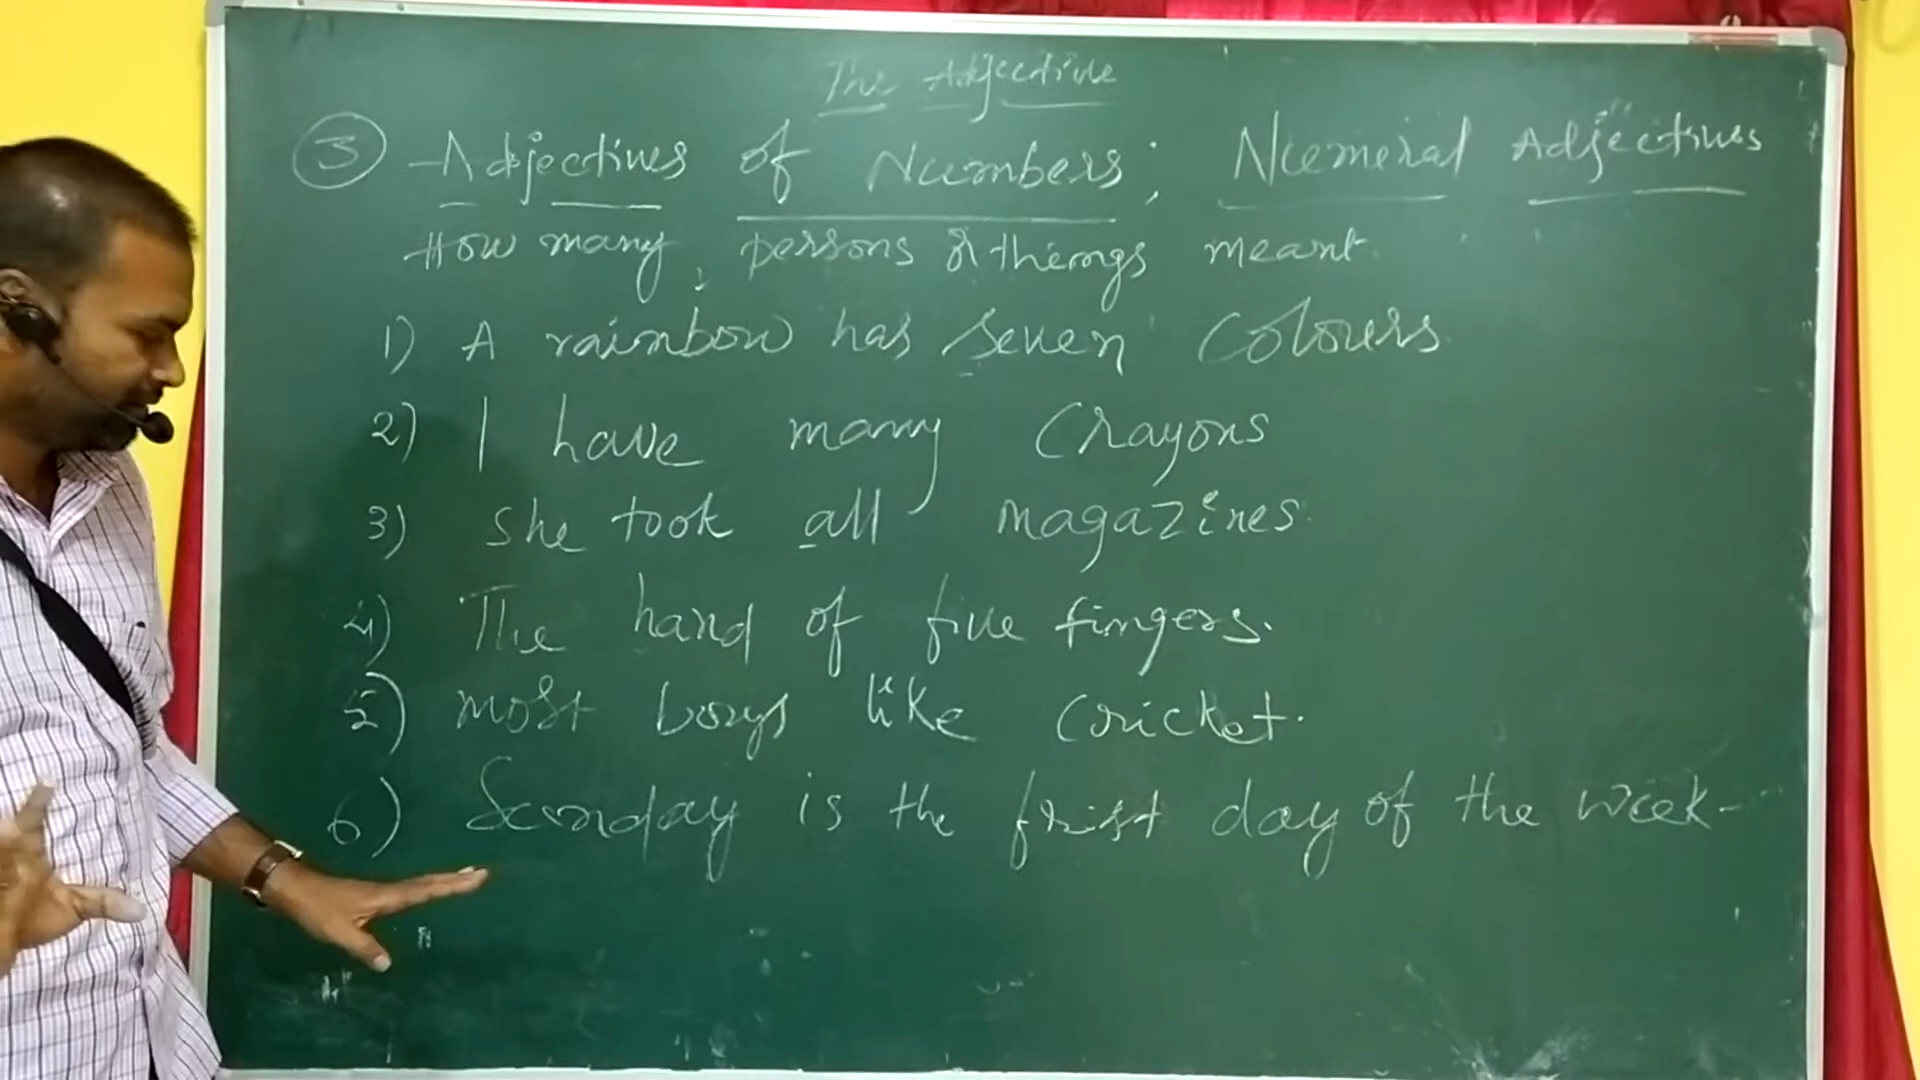 The Adjective
③ Adjectives of Numbers; Numeral Adjectives
How many, persons or things meant.
1) A rainbow has seven colours.
2) I have many crayons
3) she took all magazines.
4) The hand of five fingers.
5) most boys like cricket.
6) Sunday is the first day of the week-